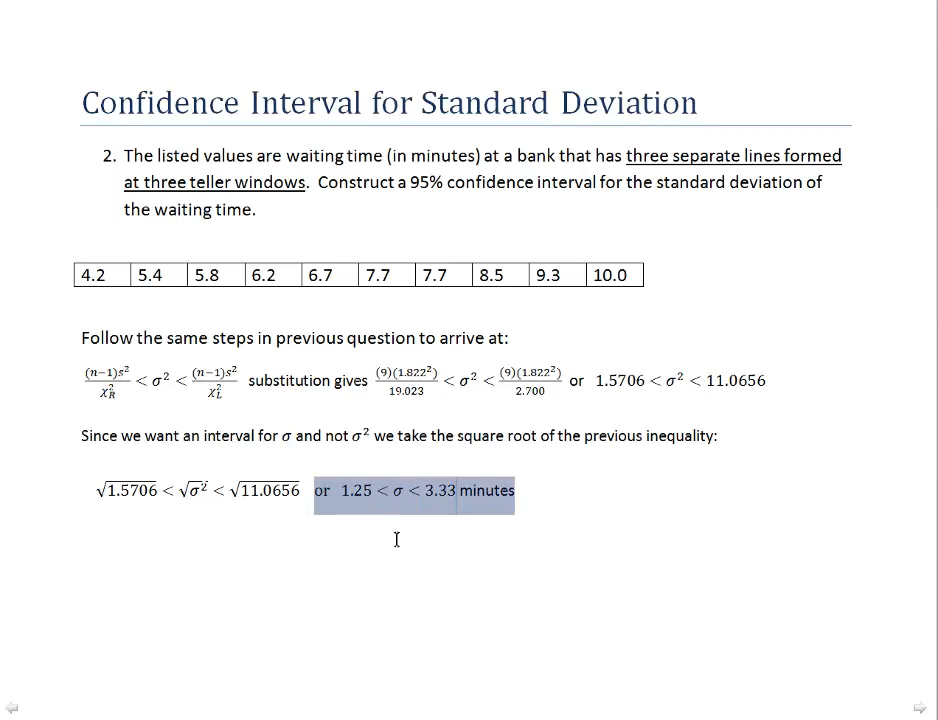 Confidence Interval for Standard Deviation
2. The listed values are waiting time (in minutes) at a bank that has three separate lines formed
at three teller windows. Construct a 95% confidence interval for the standard deviation of
the waiting time.
4.2 5.4 5.8 6.2 6.7 7.7 7.7 8.5 9.3 10.0
Follow the same steps in previous question to arrive at:
(n−1)s²/χ²_R < σ² < (n−1)s²/χ²_L substitution gives (9)(1.822²)/19.023 < σ² < (9)(1.822²)/2.700 or 1.5706 < σ² < 11.0656
Since we want an interval for σ and not σ² we take the square root of the previous inequality:
√1.5706 < √σ² < √11.0656 or 1.25 < σ < 3.33 minutes